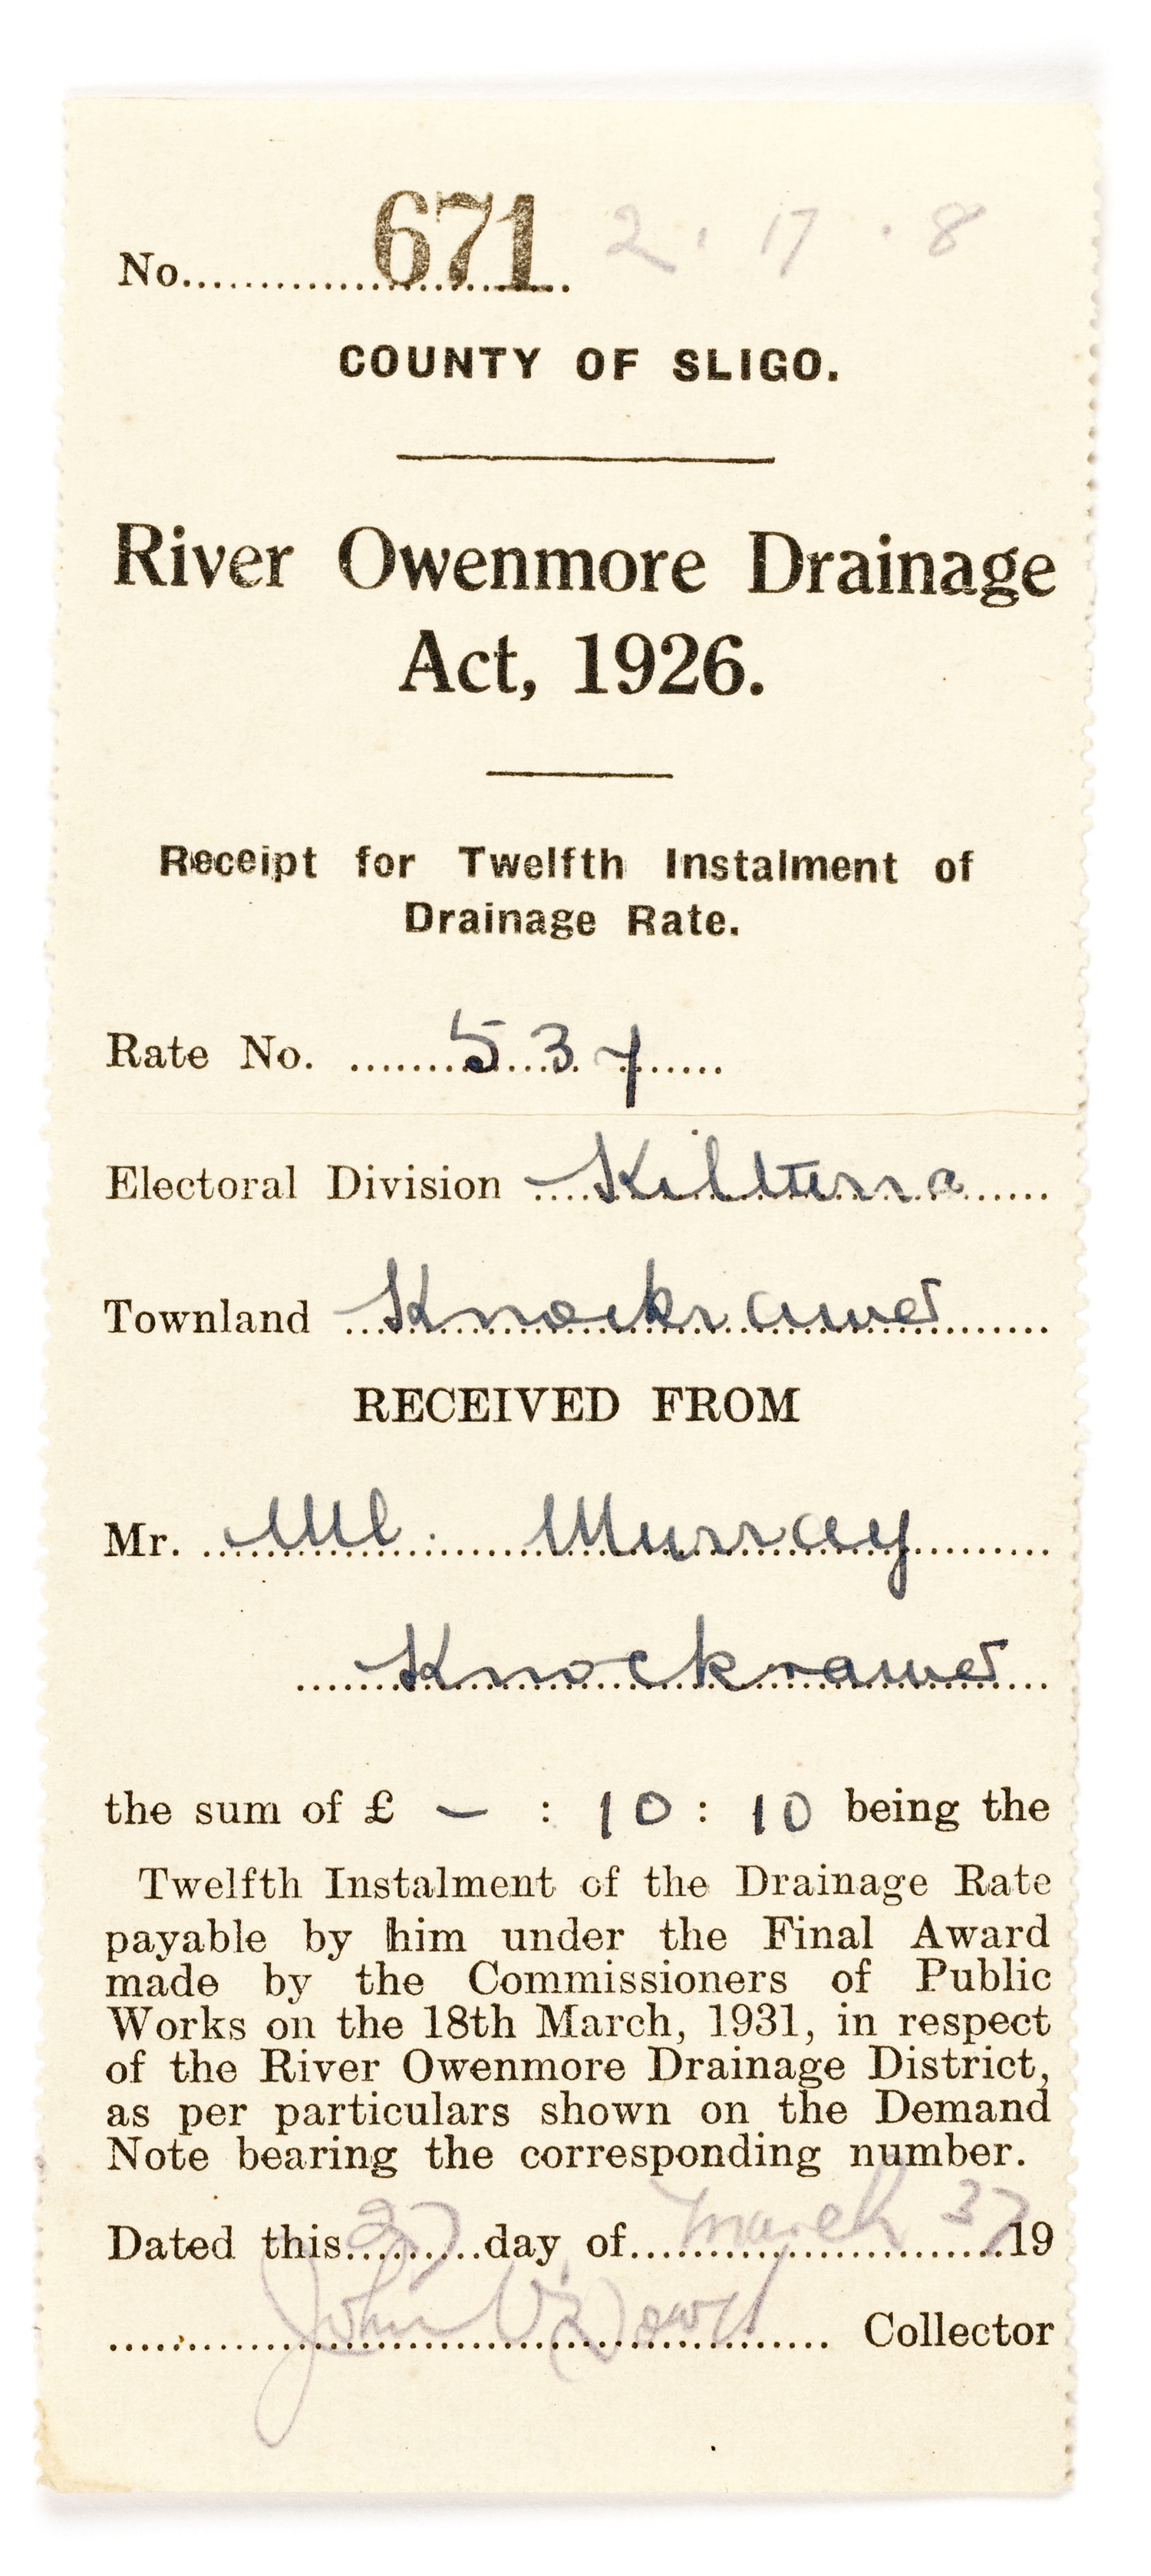 No. 671 2 . 17 . 8
COUNTY OF SLIGO.
River Owenmore Drainage
Act, 1926.
Receipt for Twelfth Instalment of
Drainage Rate.
Rate No. 537
Electoral Division Killterra
Townland Knockrawer
RECEIVED FROM
Mr. Ml. Murray
Knockrawer
the sum of £ – : 10 : 10 being the
Twelfth Instalment of the Drainage Rate
payable by him under the Final Award
made by the Commissioners of Public
Works on the 18th March, 1931, in respect
of the River Owenmore Drainage District,
as per particulars shown on the Demand
Note bearing the corresponding number.
Dated this 27 day of March 37 19
John Collector